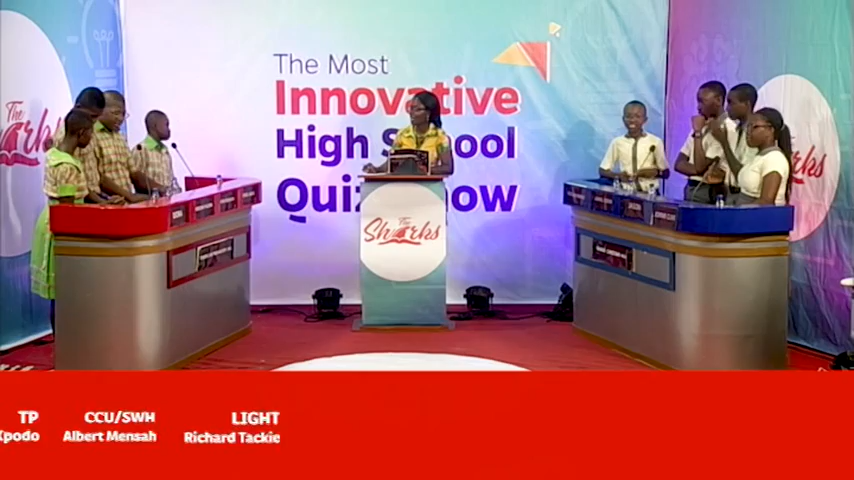 The Most
Innovative
High School
Quiz Show
The
Sharks
The
Sharks
The
Sharks
TP
CCU/SWH
LIGHT
Kpodo
Albert Mensah
Richard Tackie